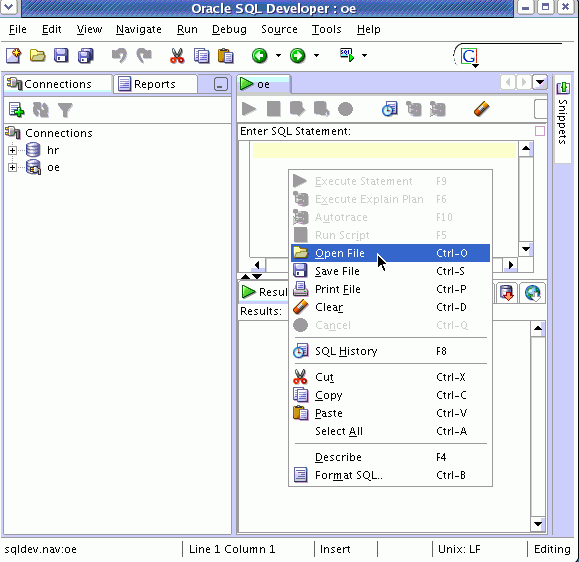 Oracle SQL Developer : oe
File Edit View Navigate Run Debug Source Tools Help
Connections
Reports
oe
Snippets
Enter SQL Statement:
Connections
hr
oe
Execute Statement F9
Execute Explain Plan F6
Autotrace F10
Run Script F5
Open File Ctrl-O
Save File Ctrl-S
Print File Ctrl-P
Clear Ctrl-D
Cancel Ctrl-Q
SQL History F8
Cut Ctrl-X
Copy Ctrl-C
Paste Ctrl-V
Select All Ctrl-A
Describe F4
Format SQL.. Ctrl-B
Resul
Results:
sqldev.nav:oe Line 1 Column 1 Insert Unix: LF Editing